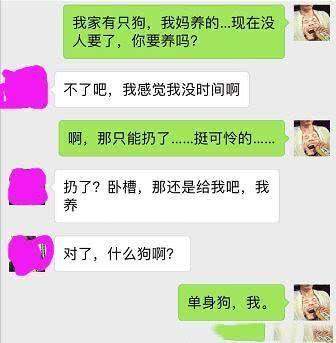 我家有只狗，我妈养的...现在没
人要了，你要养吗？
不了吧，我感觉我没时间啊
啊，那只能扔了......挺可怜的......
扔了？卧槽，那还是给我吧，我
养
对了，什么狗啊？
单身狗，我。